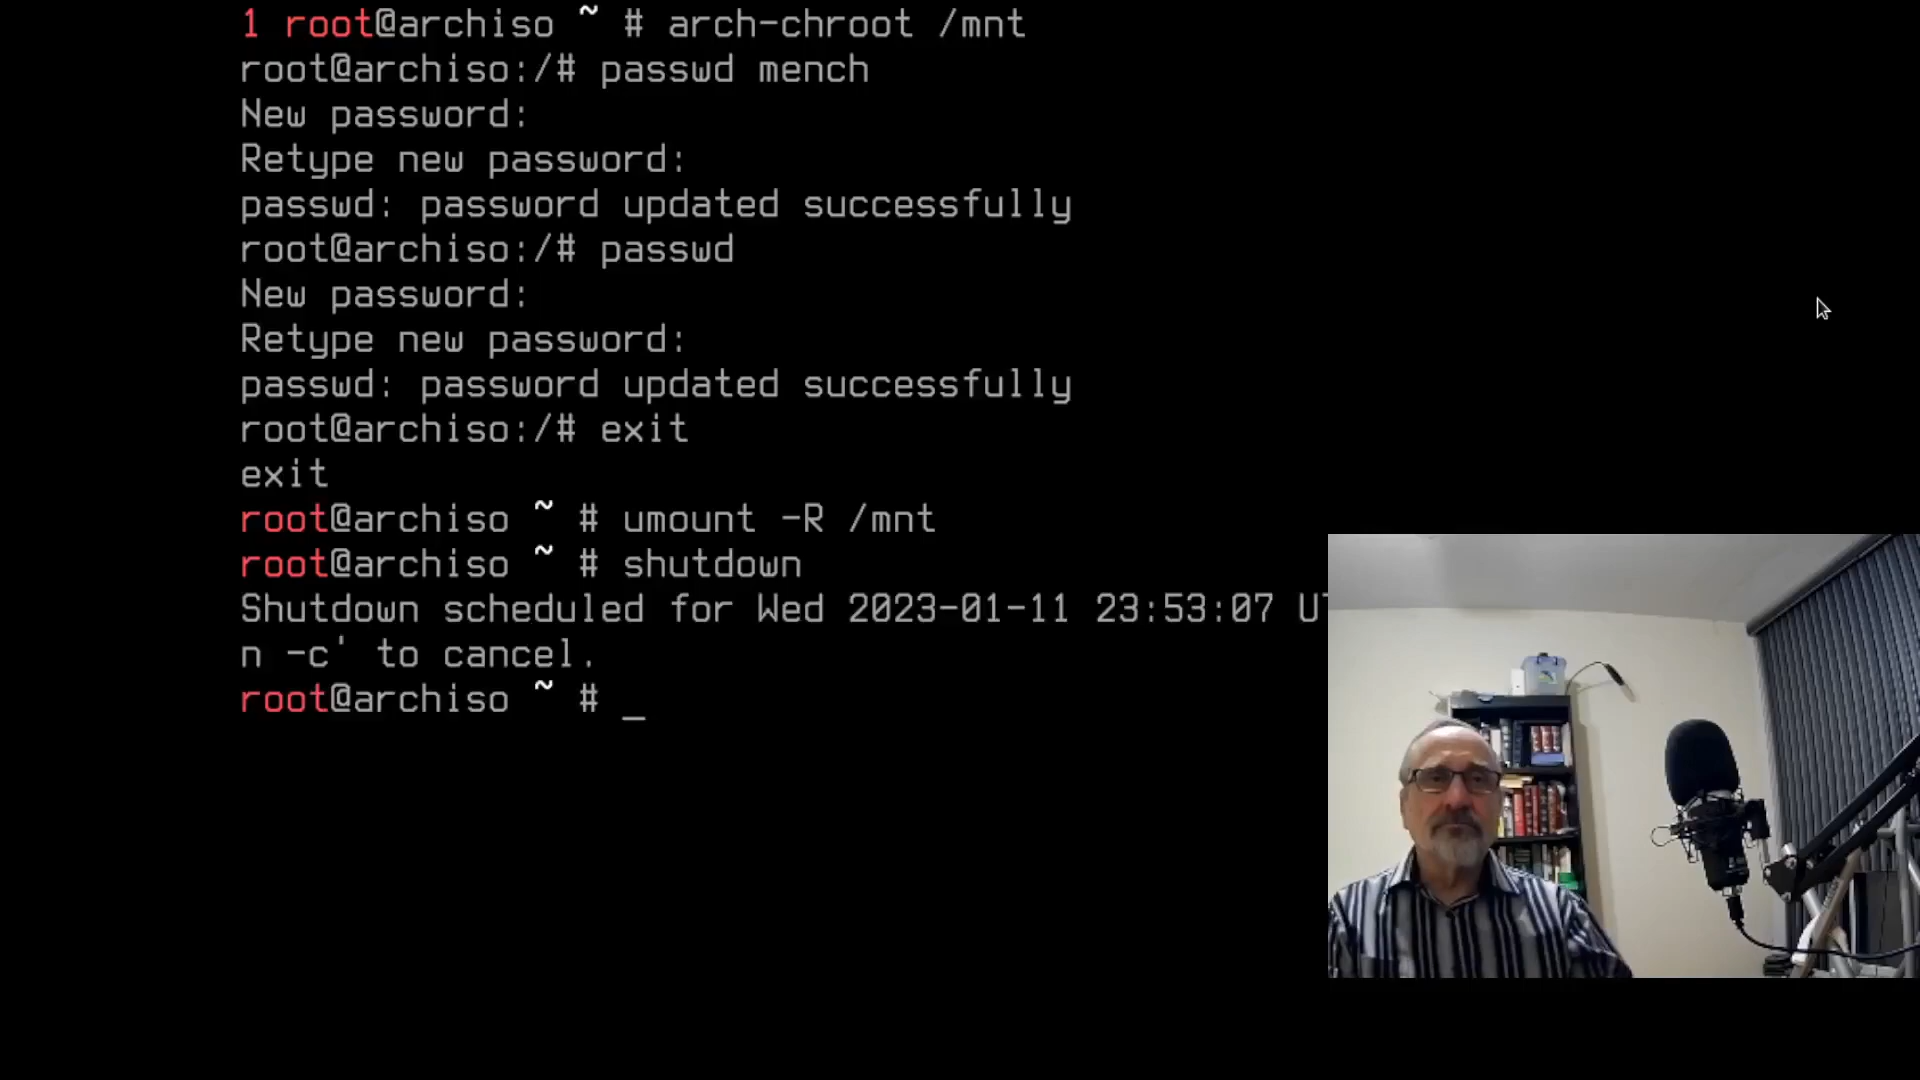 1 root@archiso ~ # arch-chroot /mnt
root@archiso:/# passwd mench
New password:
Retype new password:
passwd: password updated successfully
root@archiso:/# passwd
New password:
Retype new password:
passwd: password updated successfully
root@archiso:/# exit
exit
root@archiso ~ # umount -R /mnt
root@archiso ~ # shutdown
Shutdown scheduled for Wed 2023-01-11 23:53:07
n -c' to cancel.
root@archiso ~ # _